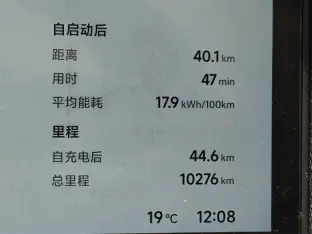 自启动后
距离 40.1 km
用时 47 min
平均能耗 17.9 kWh/100km
里程
自充电后 44.6 km
总里程 10276 km
19 °C 12:08